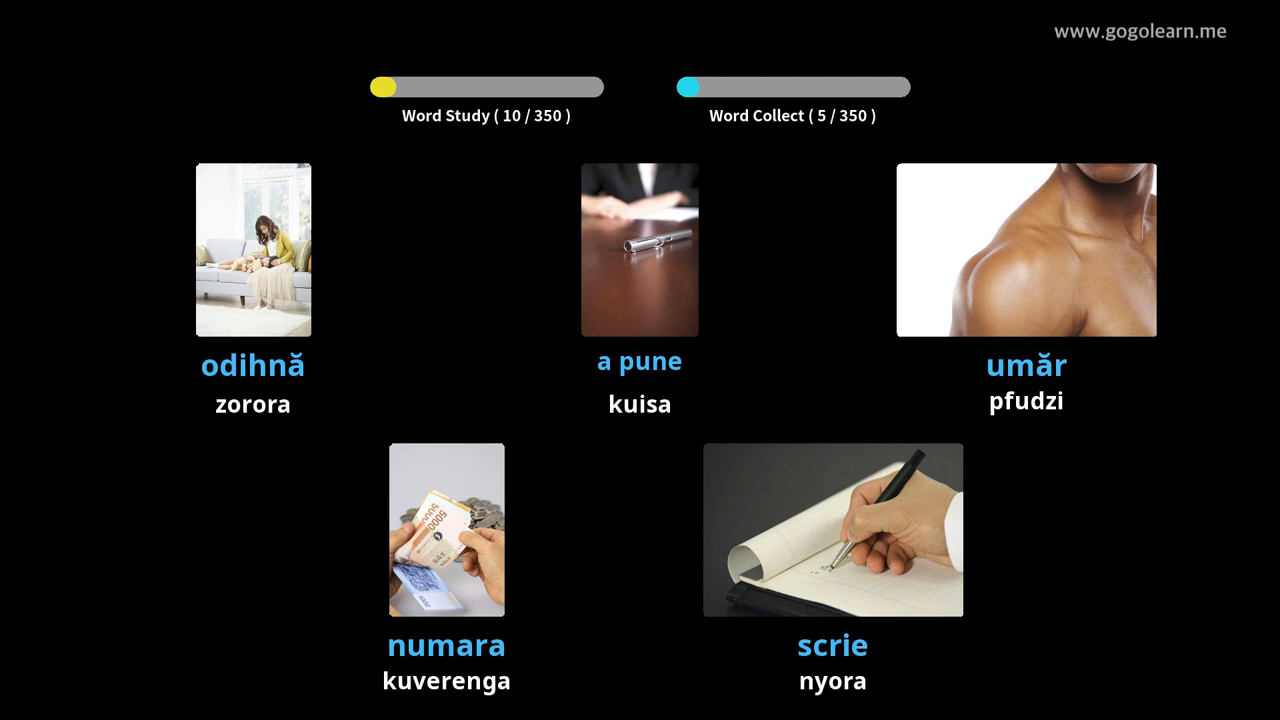 www.gogolearn.me
Word Study ( 10 / 350 )
Word Collect ( 5 / 350 )
odihnă
zorora
a pune
kuisa
umăr
pfudzi
5000
numara
kuverenga
scrie
nyora